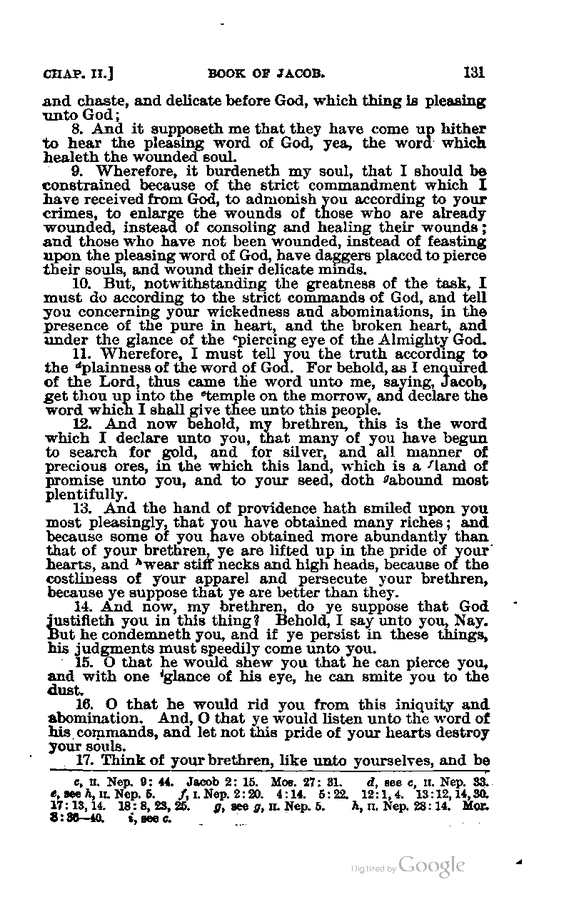 CHAP. II.] BOOK OF JACOB. 131
and chaste, and delicate before God, which thing is pleasing
unto God;
8. And it supposeth me that they have come up hither
to hear the pleasing word of God, yea, the word which
healeth the wounded soul.
9. Wherefore, it burdeneth my soul, that I should be
constrained because of the strict commandment which I
have received from God, to admonish you according to your
crimes, to enlarge the wounds of those who are already
wounded, instead of consoling and healing their wounds;
and those who have not been wounded, instead of feasting
upon the pleasing word of God, have daggers placed to pierce
their souls, and wound their delicate minds.
10. But, notwithstanding the greatness of the task, I
must do according to the strict commands of God, and tell
you concerning your wickedness and abominations, in the
presence of the pure in heart, and the broken heart, and
under the glance of the ᶜpiercing eye of the Almighty God.
11. Wherefore, I must tell you the truth according to
the ᵈplainness of the word of God. For behold, as I enquired
of the Lord, thus came the word unto me, saying, Jacob,
get thou up into the ᵉtemple on the morrow, and declare the
word which I shall give thee unto this people.
12. And now behold, my brethren, this is the word
which I declare unto you, that many of you have begun
to search for gold, and for silver, and all manner of
precious ores, in the which this land, which is a ᶠland of
promise unto you, and to your seed, doth ᵍabound most
plentifully.
13. And the hand of providence hath smiled upon you
most pleasingly, that you have obtained many riches; and
because some of you have obtained more abundantly than
that of your brethren, ye are lifted up in the pride of your
hearts, and ʰwear stiff necks and high heads, because of the
costliness of your apparel and persecute your brethren,
because ye suppose that ye are better than they.
14. And now, my brethren, do ye suppose that God
justifieth you in this thing? Behold, I say unto you, Nay.
But he condemneth you, and if ye persist in these things,
his judgments must speedily come unto you.
15. O that he would shew you that he can pierce you,
and with one ⁱglance of his eye, he can smite you to the
dust.
16. O that he would rid you from this iniquity and
abomination. And, O that ye would listen unto the word of
his commands, and let not this pride of your hearts destroy
your souls.
17. Think of your brethren, like unto yourselves, and be
c, II. Nep. 9: 44. Jacob 2: 15. Mos. 27: 31. d, see c, II. Nep. 33.
e, see h, II. Nep. 5. f, I. Nep. 2: 20. 4: 14. 5: 22. 12: 1, 4. 13: 12, 14, 30.
17: 13, 14. 18: 8, 23, 25. g, see g, II. Nep. 5. h, II. Nep. 28: 14. Mor.
8: 36—40. i, see c.
Digitized by Google